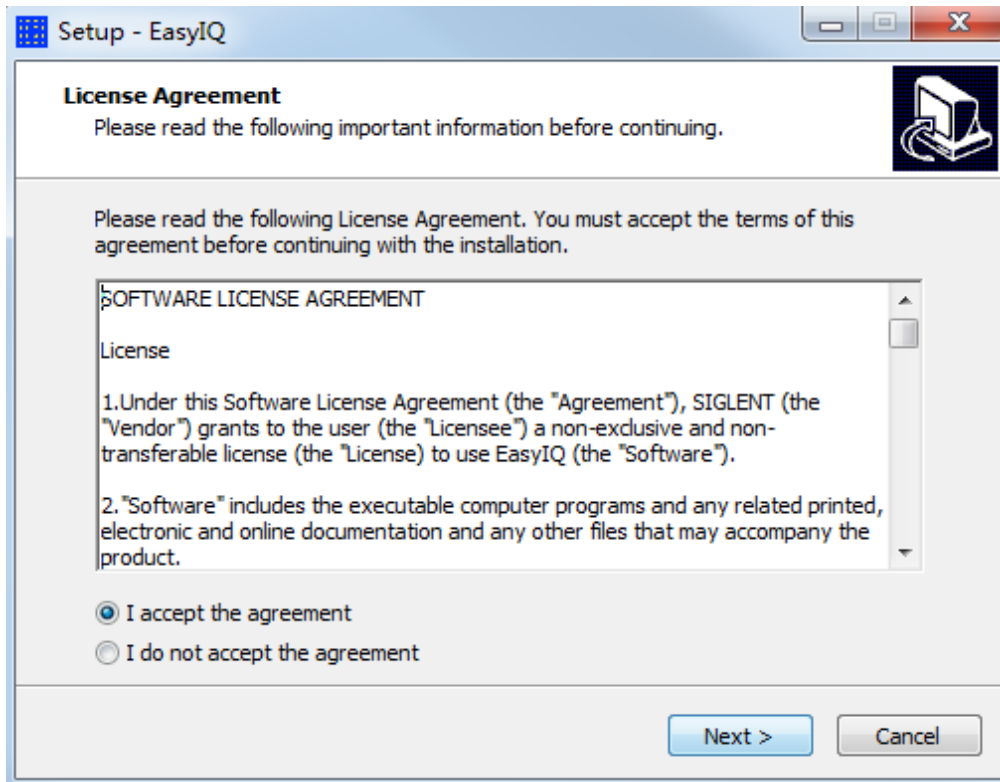 Setup - EasyIQ
License Agreement
Please read the following important information before continuing.
Please read the following License Agreement. You must accept the terms of this
agreement before continuing with the installation.
SOFTWARE LICENSE AGREEMENT
License
1.Under this Software License Agreement (the "Agreement"), SIGLENT (the
"Vendor") grants to the user (the "Licensee") a non-exclusive and non-
transferable license (the "License) to use EasyIQ (the "Software").
2."Software" includes the executable computer programs and any related printed,
electronic and online documentation and any other files that may accompany the
product.
I accept the agreement
I do not accept the agreement
Next >
Cancel